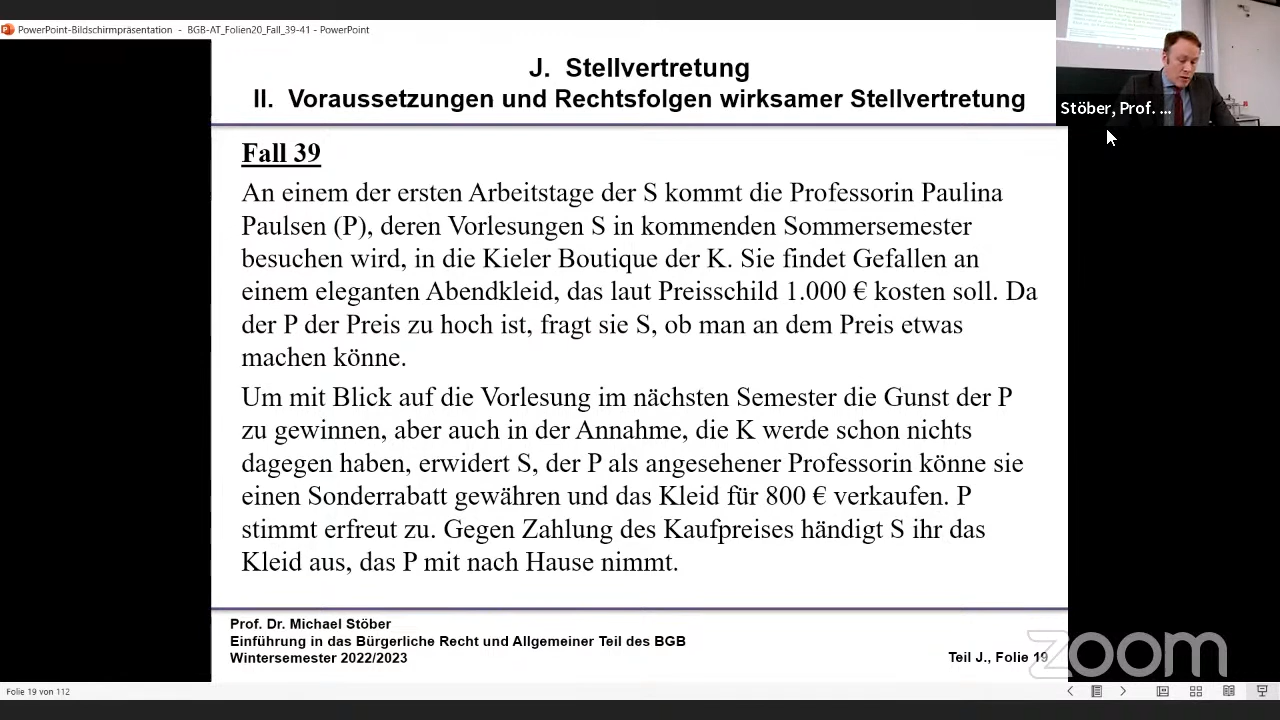 PowerPoint-Bildschirmpräsentation - BGB-AT_Folien20_Fall_39-41 - PowerPoint
Stöber, Prof. ...
J. Stellvertretung
II. Voraussetzungen und Rechtsfolgen wirksamer Stellvertretung
Fall 39
An einem der ersten Arbeitstage der S kommt die Professorin Paulina
Paulsen (P), deren Vorlesungen S in kommenden Sommersemester
besuchen wird, in die Kieler Boutique der K. Sie findet Gefallen an
einem eleganten Abendkleid, das laut Preisschild 1.000 € kosten soll. Da
der P der Preis zu hoch ist, fragt sie S, ob man an dem Preis etwas
machen könne.
Um mit Blick auf die Vorlesung im nächsten Semester die Gunst der P
zu gewinnen, aber auch in der Annahme, die K werde schon nichts
dagegen haben, erwidert S, der P als angesehener Professorin könne sie
einen Sonderrabatt gewähren und das Kleid für 800 € verkaufen. P
stimmt erfreut zu. Gegen Zahlung des Kaufpreises händigt S ihr das
Kleid aus, das P mit nach Hause nimmt.
Prof. Dr. Michael Stöber
Einführung in das Bürgerliche Recht und Allgemeiner Teil des BGB
Wintersemester 2022/2023
Teil J., Folie 19
zoom
Folie 19 von 112